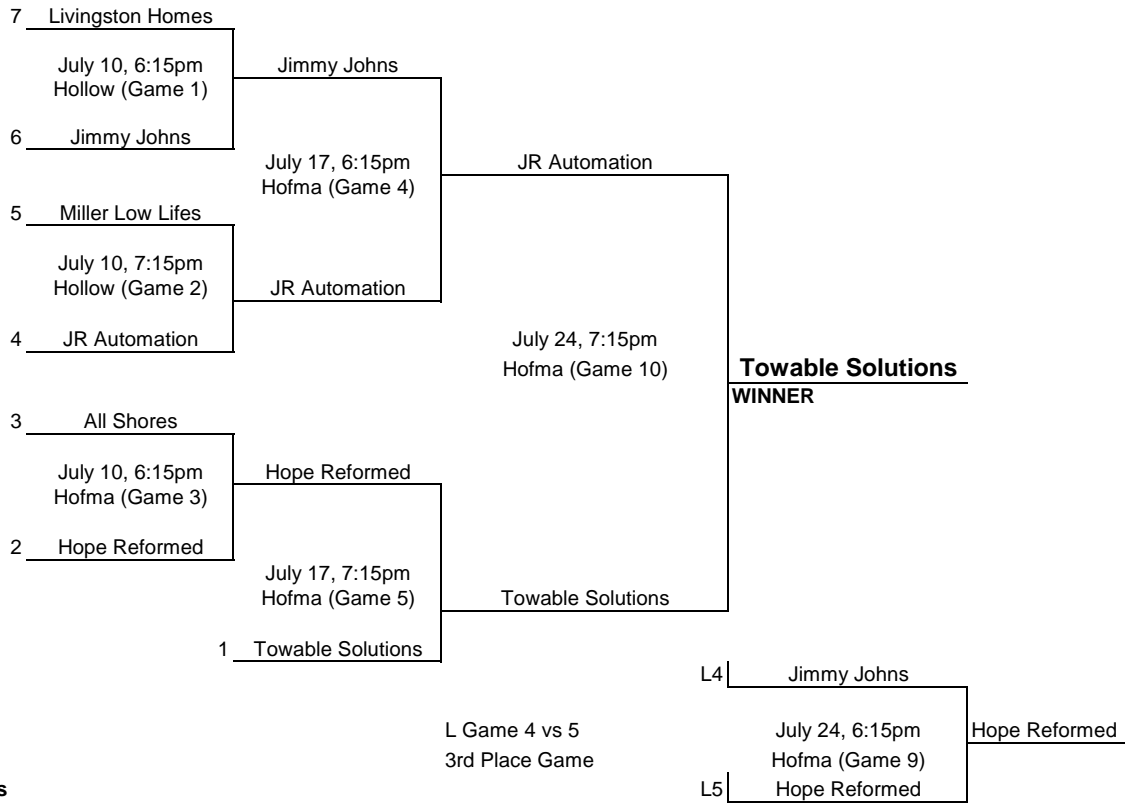 7 Livingston Homes
July 10, 6:15pm
Hollow (Game 1)
Jimmy Johns
6 Jimmy Johns
July 17, 6:15pm
Hofma (Game 4)
JR Automation
5 Miller Low Lifes
July 10, 7:15pm
Hollow (Game 2)
JR Automation
4 JR Automation
July 24, 7:15pm
Hofma (Game 10)
Towable Solutions
WINNER
3 All Shores
July 10, 6:15pm
Hofma (Game 3)
Hope Reformed
2 Hope Reformed
July 17, 7:15pm
Hofma (Game 5)
Towable Solutions
1 Towable Solutions
L4 Jimmy Johns
L Game 4 vs 5
3rd Place Game
July 24, 6:15pm
Hofma (Game 9)
Hope Reformed
L5 Hope Reformed
s